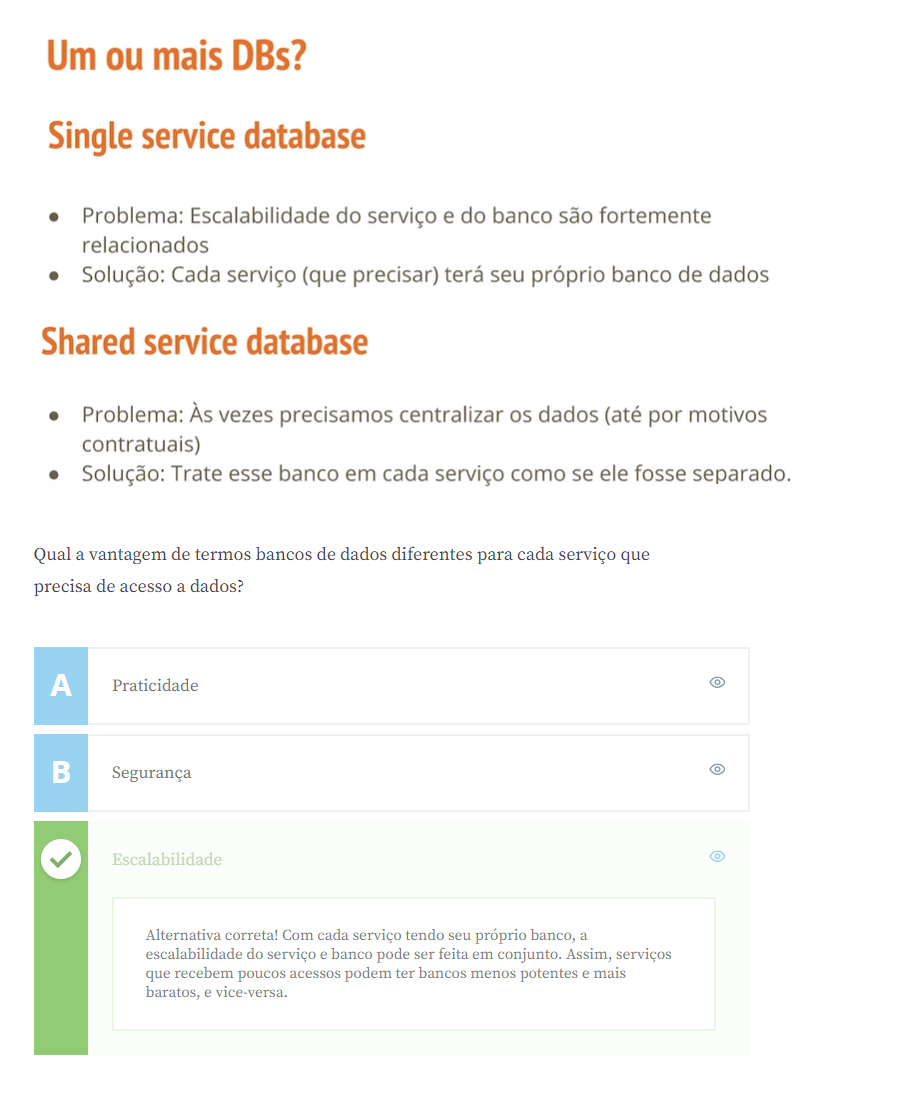 Um ou mais DBs?
Single service database
● Problema: Escalabilidade do serviço e do banco são fortemente
relacionados
● Solução: Cada serviço (que precisar) terá seu próprio banco de dados
Shared service database
● Problema: Às vezes precisamos centralizar os dados (até por motivos
contratuais)
● Solução: Trate esse banco em cada serviço como se ele fosse separado.
Qual a vantagem de termos bancos de dados diferentes para cada serviço que
precisa de acesso a dados?
A Praticidade
B Segurança
Escalabilidade
Alternativa correta! Com cada serviço tendo seu próprio banco, a
escalabilidade do serviço e banco pode ser feita em conjunto. Assim, serviços
que recebem poucos acessos podem ter bancos menos potentes e mais
baratos, e vice-versa.